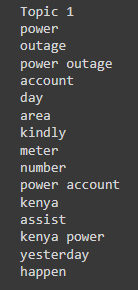 Topic 1
power
outage
power outage
account
day
area
kindly
meter
number
power account
kenya
assist
kenya power
yesterday
happen